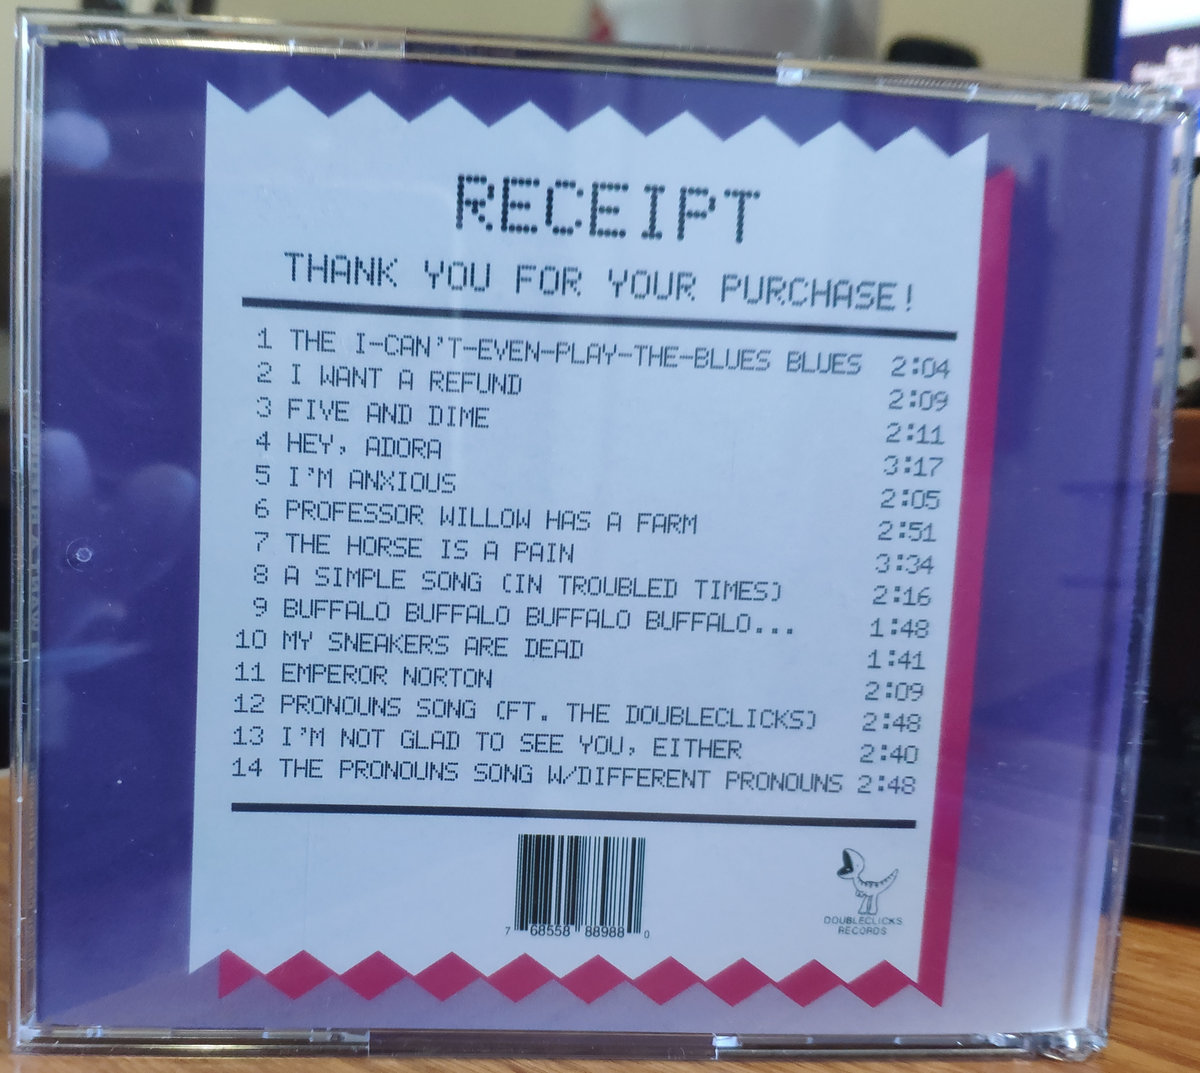 RECEIPT
THANK YOU FOR YOUR PURCHASE!
1 THE I-CAN'T-EVEN-PLAY-THE-BLUES BLUES 2:04
2 I WANT A REFUND 2:09
3 FIVE AND DIME 2:11
4 HEY, ADORA 3:17
5 I'M ANXIOUS 2:05
6 PROFESSOR WILLOW HAS A FARM 2:51
7 THE HORSE IS A PAIN 3:34
8 A SIMPLE SONG (IN TROUBLED TIMES) 2:16
9 BUFFALO BUFFALO BUFFALO BUFFALO... 1:48
10 MY SNEAKERS ARE DEAD 1:41
11 EMPEROR NORTON 2:09
12 PRONOUNS SONG (FT. THE DOUBLECLICKS) 2:48
13 I'M NOT GLAD TO SEE YOU, EITHER 2:40
14 THE PRONOUNS SONG W/DIFFERENT PRONOUNS 2:48
7 68558 88988 0
DOUBLECLICKS
RECORDS